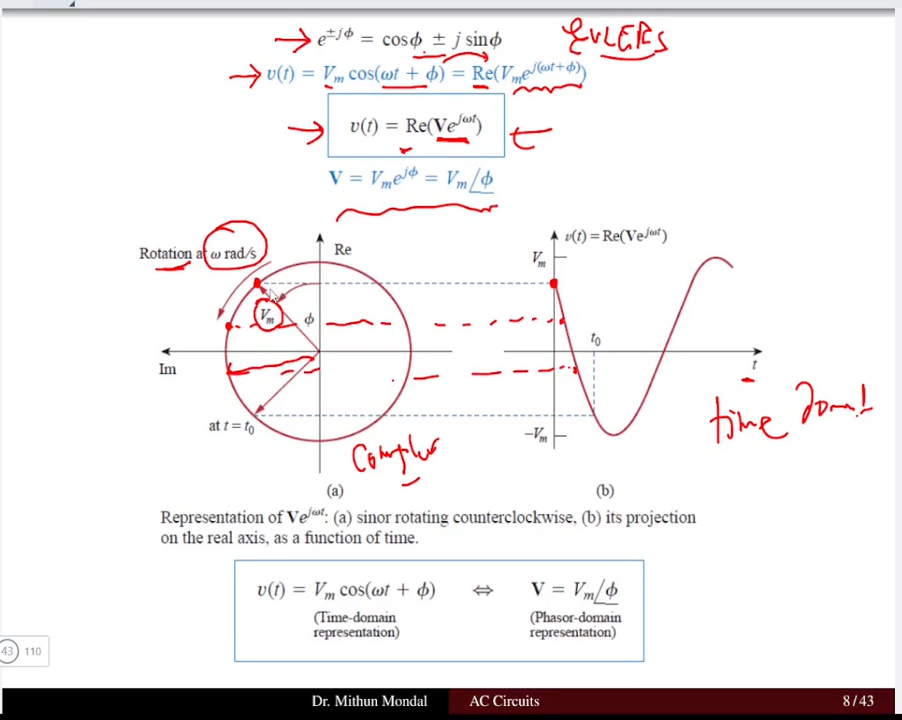 e^{±jϕ} = cosϕ ± j sinϕ EULERs
v(t) = V_m cos(ωt + ϕ) = Re(V_m e^{j(ωt+ϕ)})
v(t) = Re(Ve^{jωt})
V = V_m e^{jϕ} = V_m/ϕ
Rotation at ω rad/s
Re
v(t) = Re(Ve^{jωt})
V_m
V_m
ϕ
t_0
Im
t
at t = t_0
-V_m
time
Complex
(a)
(b)
Representation of Ve^{jωt}: (a) sinor rotating counterclockwise, (b) its projection
on the real axis, as a function of time.
v(t) = V_m cos(ωt + ϕ) ⇔ V = V_m/ϕ
(Time-domain
representation)
(Phasor-domain
representation)
43 110
Dr. Mithun Mondal AC Circuits 8/43